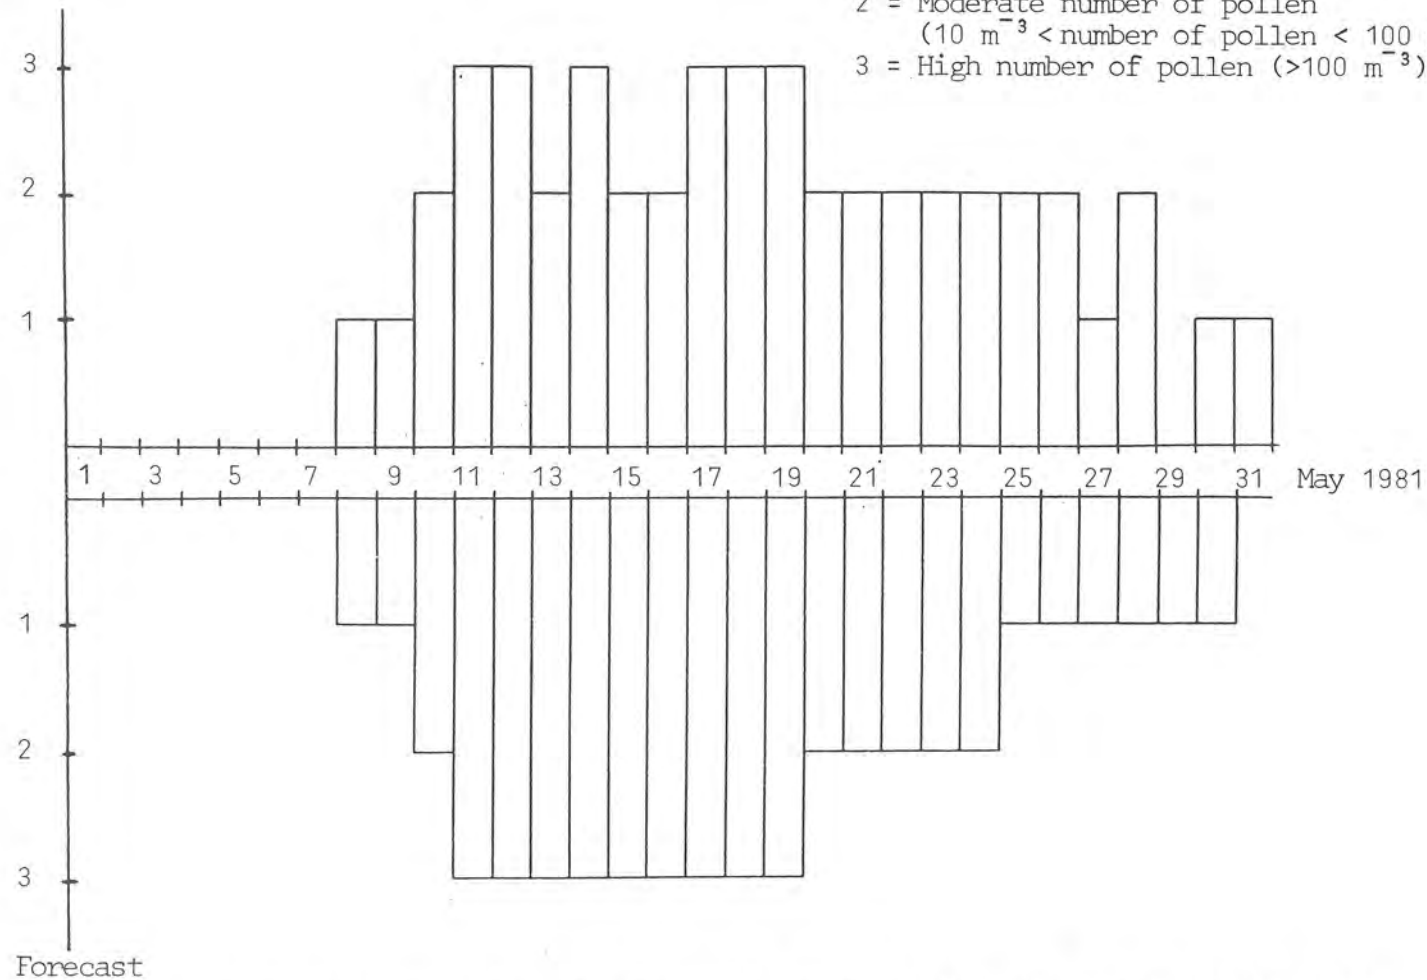 2 = Moderate number of pollen
(10 m⁻³ < number of pollen < 100
3 = High number of pollen (>100 m⁻³)
3
2
1
1 3 5 7 9 11 13 15 17 19 21 23 25 27 29 31 May 1981
1
2
3
Forecast